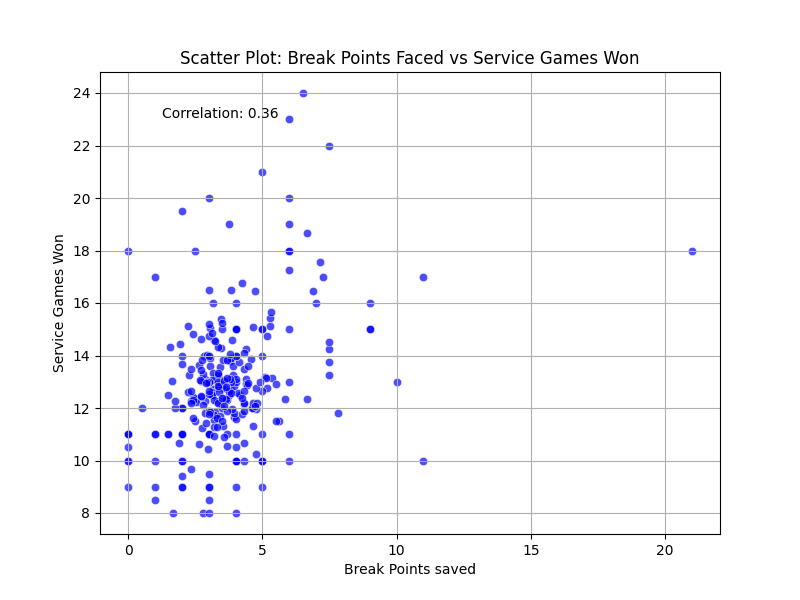 Scatter Plot: Break Points Faced vs Service Games Won
Correlation: 0.36
Service Games Won
24
22
20
18
16
14
12
10
8
0 5 10 15 20
Break Points saved